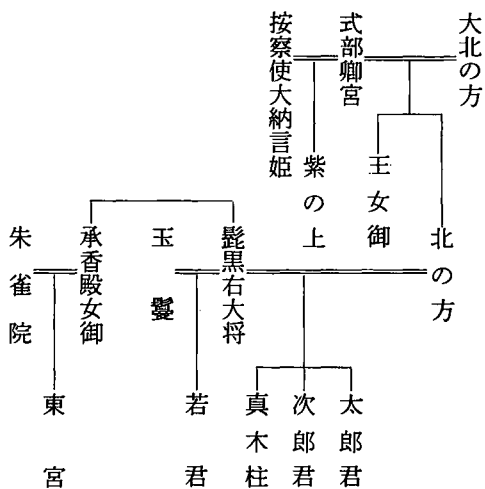 大北の方
式部卿宮
按察使大納言姫
王女御
紫の上
北の方
髭黒右大将
玉鬘
承香殿女御
朱雀院
太郎君
次郎君
真木柱
若君
東宮